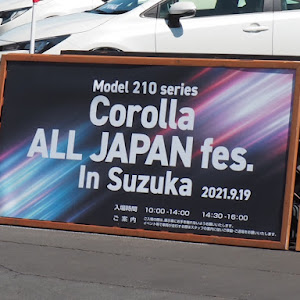 Model 210 series
Corolla
ALL JAPAN fes.
In Suzuka 2021.9.19
入場時間 10:00-14:00 14:30-16:00
ご 案 内